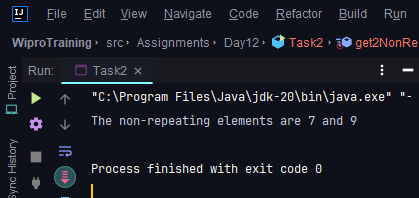 File Edit View Navigate Code Refactor Build Run
WiproTraining src Assignments Day12 Task2 get2NonRe
Run: Task2
Project
Sync History
"C:\Program Files\Java\jdk-20\bin\java.exe" "-
The non-repeating elements are 7 and 9
Process finished with exit code 0